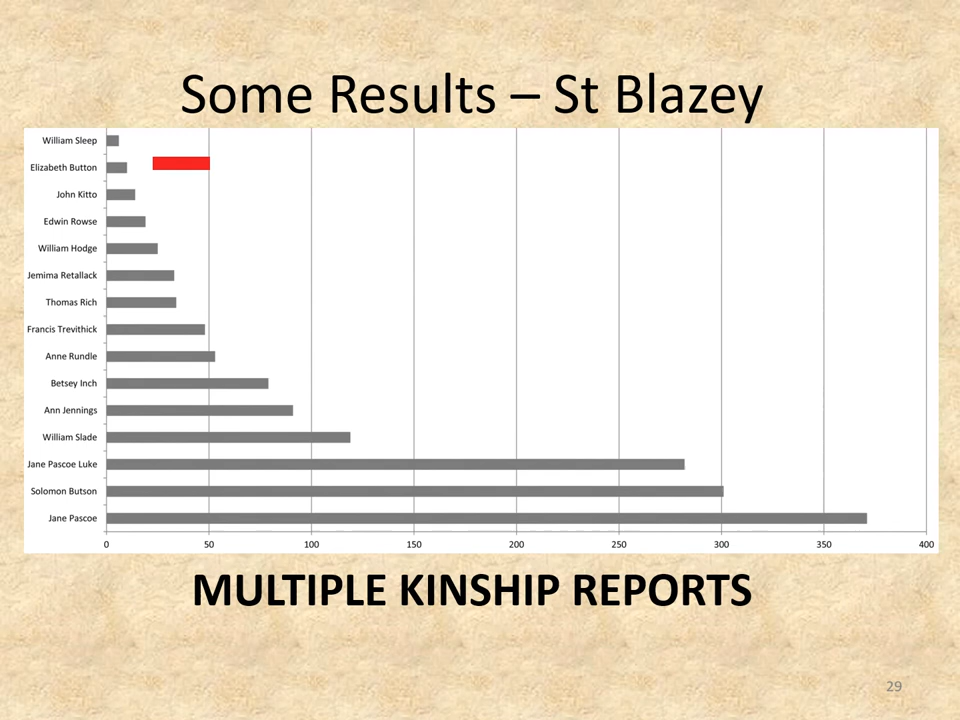 Some Results – St Blazey
William Sleep
Elizabeth Button
John Kitto
Edwin Rowse
William Hodge
Jemima Retallack
Thomas Rich
Francis Trevithick
Anne Rundle
Betsey Inch
Ann Jennings
William Slade
Jane Pascoe Luke
Solomon Butson
Jane Pascoe
0 50 100 150 200 250 300 350 400
MULTIPLE KINSHIP REPORTS
29